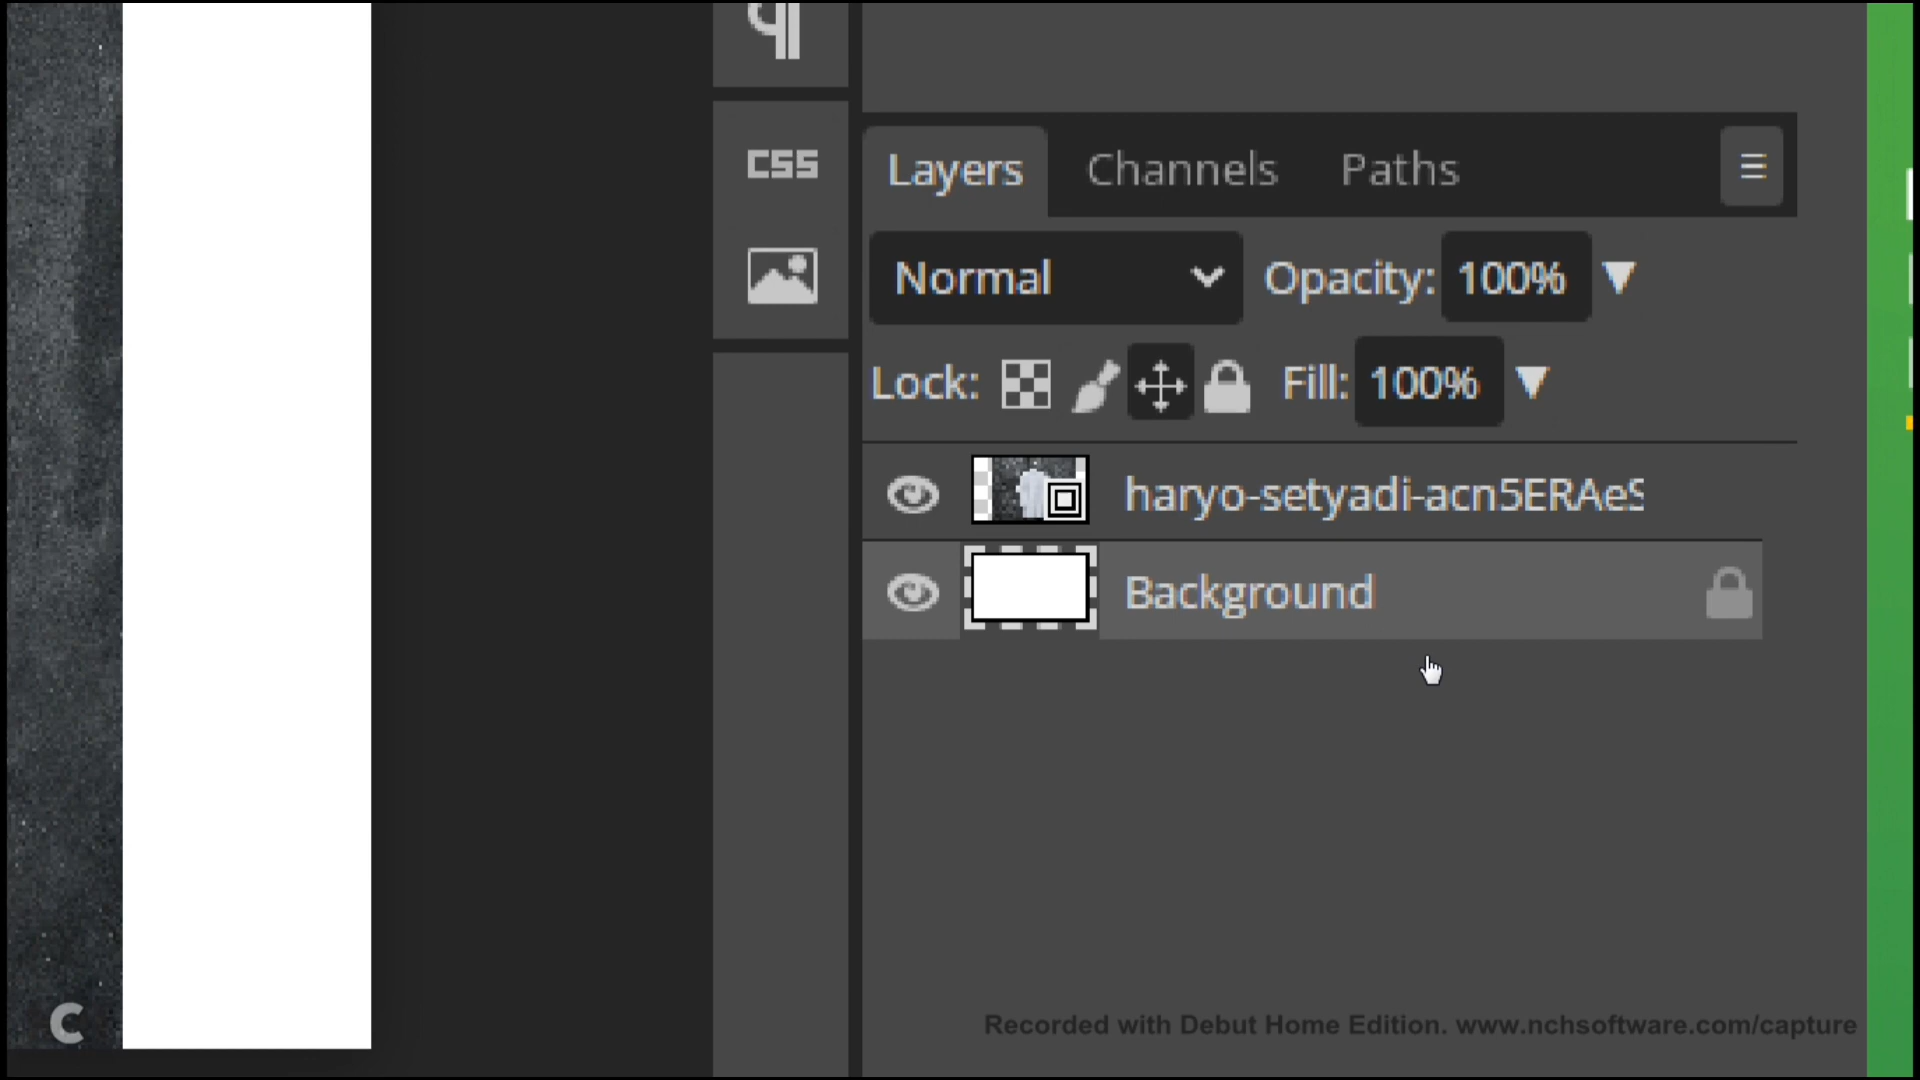 CSS
Layers Channels Paths
Normal Opacity: 100%
Lock: Fill: 100%
haryo-setyadi-acn5ERAeS
Background
C
Recorded with Debut Home Edition. www.nchsoftware.com/capture